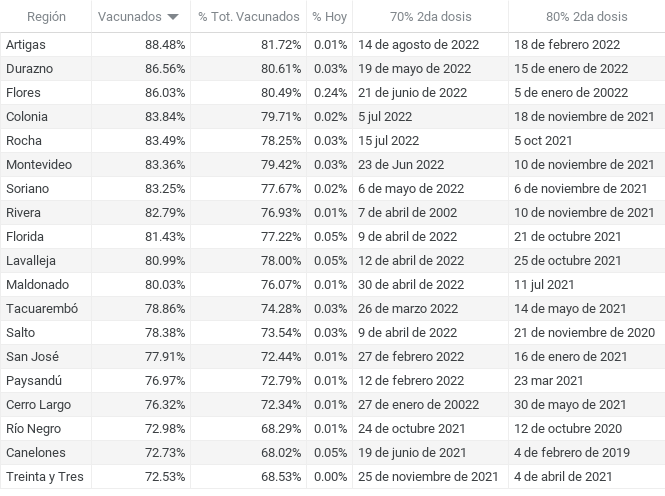 Región Vacunados % Tot. Vacunados % Hoy 70% 2da dosis 80% 2da dosis
Artigas 88.48% 81.72% 0.01% 14 de agosto de 2022 18 de febrero 2022
Durazno 86.56% 80.61% 0.03% 19 de mayo de 2022 15 de enero de 2022
Flores 86.03% 80.49% 0.24% 21 de junio de 2022 5 de enero de 20022
Colonia 83.84% 79.71% 0.02% 5 jul 2022 18 de noviembre de 2021
Rocha 83.49% 78.25% 0.03% 15 jul 2022 5 oct 2021
Montevideo 83.36% 79.42% 0.03% 23 de Jun 2022 10 de noviembre de 2021
Soriano 83.25% 77.67% 0.02% 6 de mayo de 2022 6 de noviembre de 2021
Rivera 82.79% 76.93% 0.01% 7 de abril de 2002 10 de noviembre de 2021
Florida 81.43% 77.22% 0.05% 9 de abril de 2022 21 de octubre 2021
Lavalleja 80.99% 78.00% 0.05% 12 de abril de 2022 25 de octubre 2021
Maldonado 80.03% 76.07% 0.01% 30 de abril de 2022 11 jul 2021
Tacuarembó 78.86% 74.28% 0.03% 26 de marzo 2022 14 de mayo de 2021
Salto 78.38% 73.54% 0.03% 9 de abril de 2022 21 de noviembre de 2020
San José 77.91% 72.44% 0.01% 27 de febrero 2022 16 de enero de 2021
Paysandú 76.97% 72.79% 0.01% 12 de febrero 2022 23 mar 2021
Cerro Largo 76.32% 72.34% 0.01% 27 de enero de 20022 30 de mayo de 2021
Río Negro 72.98% 68.29% 0.01% 24 de octubre 2021 12 de octubre 2020
Canelones 72.73% 68.02% 0.05% 19 de junio de 2021 4 de febrero de 2019
Treinta y Tres 72.53% 68.53% 0.00% 25 de noviembre de 2021 4 de abril de 2021